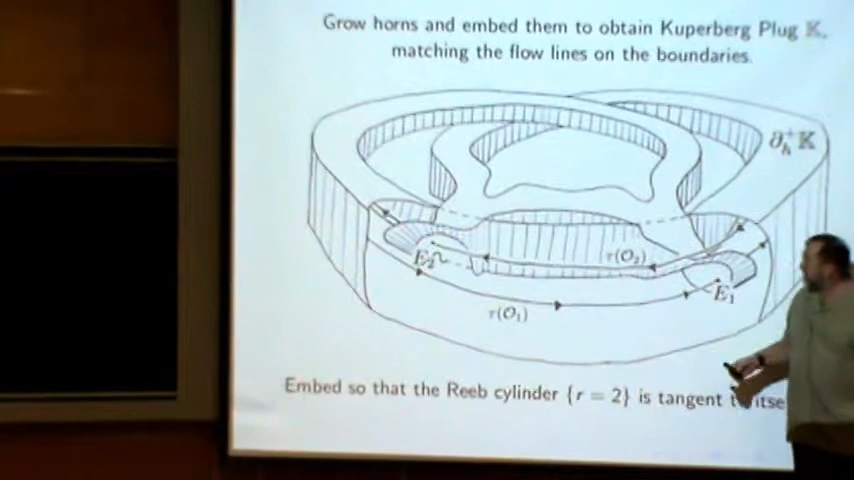 Grow horns and embed them to obtain Kuperberg Plug 𝕂,
matching the flow lines on the boundaries.
∂ₕ⁺𝕂
E₂
τ(O₂)
E₁
τ(O₁)
Embed so that the Reeb cylinder {r = 2} is tangent t itse